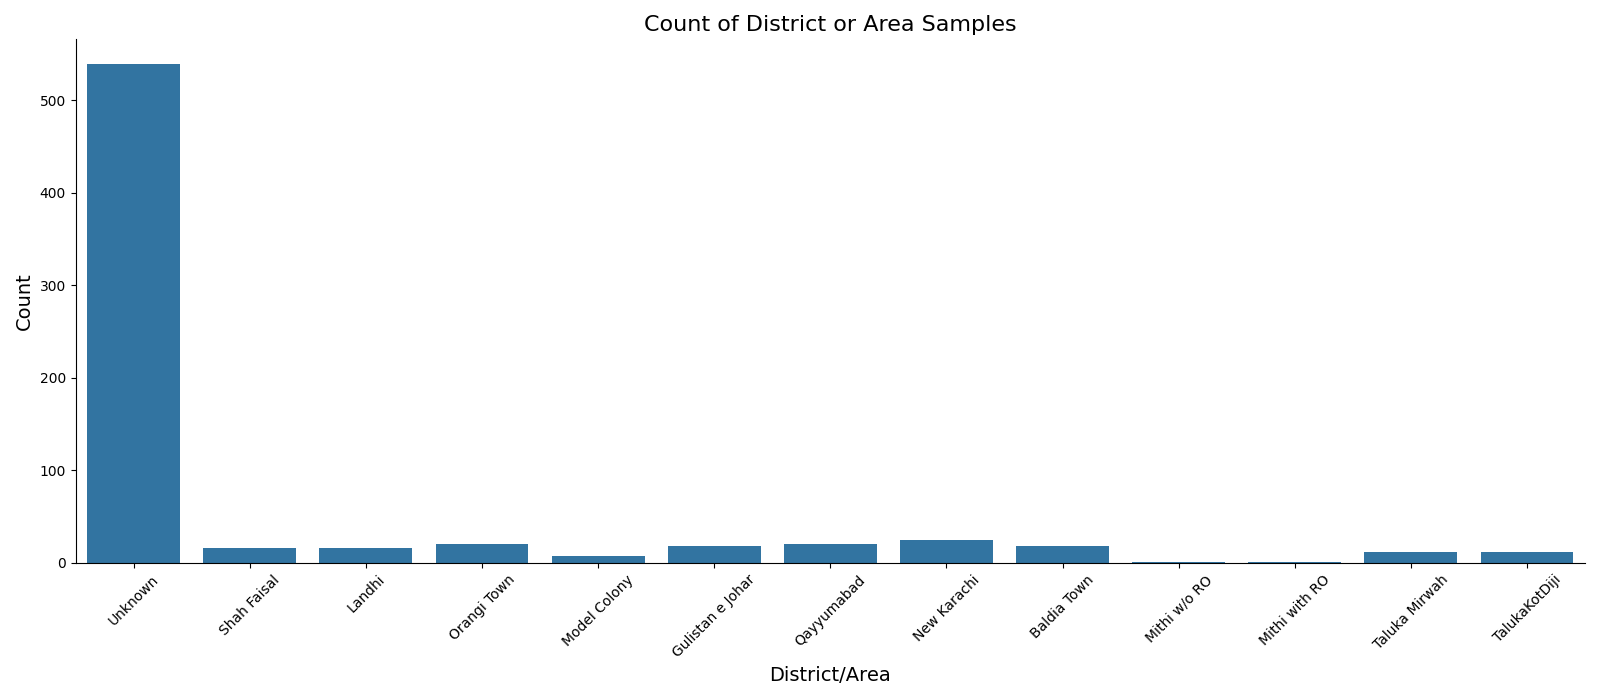 Count of District or Area Samples
Count
500
400
300
200
100
0
Unknown
Shah Faisal
Landhi
Orangi Town
Model Colony
Gulistan e Johar
Qayyumabad
New Karachi
Baldia Town
Mithi w/o RO
Mithi with RO
Taluka Mirwah
TalukaKotDiji
District/Area